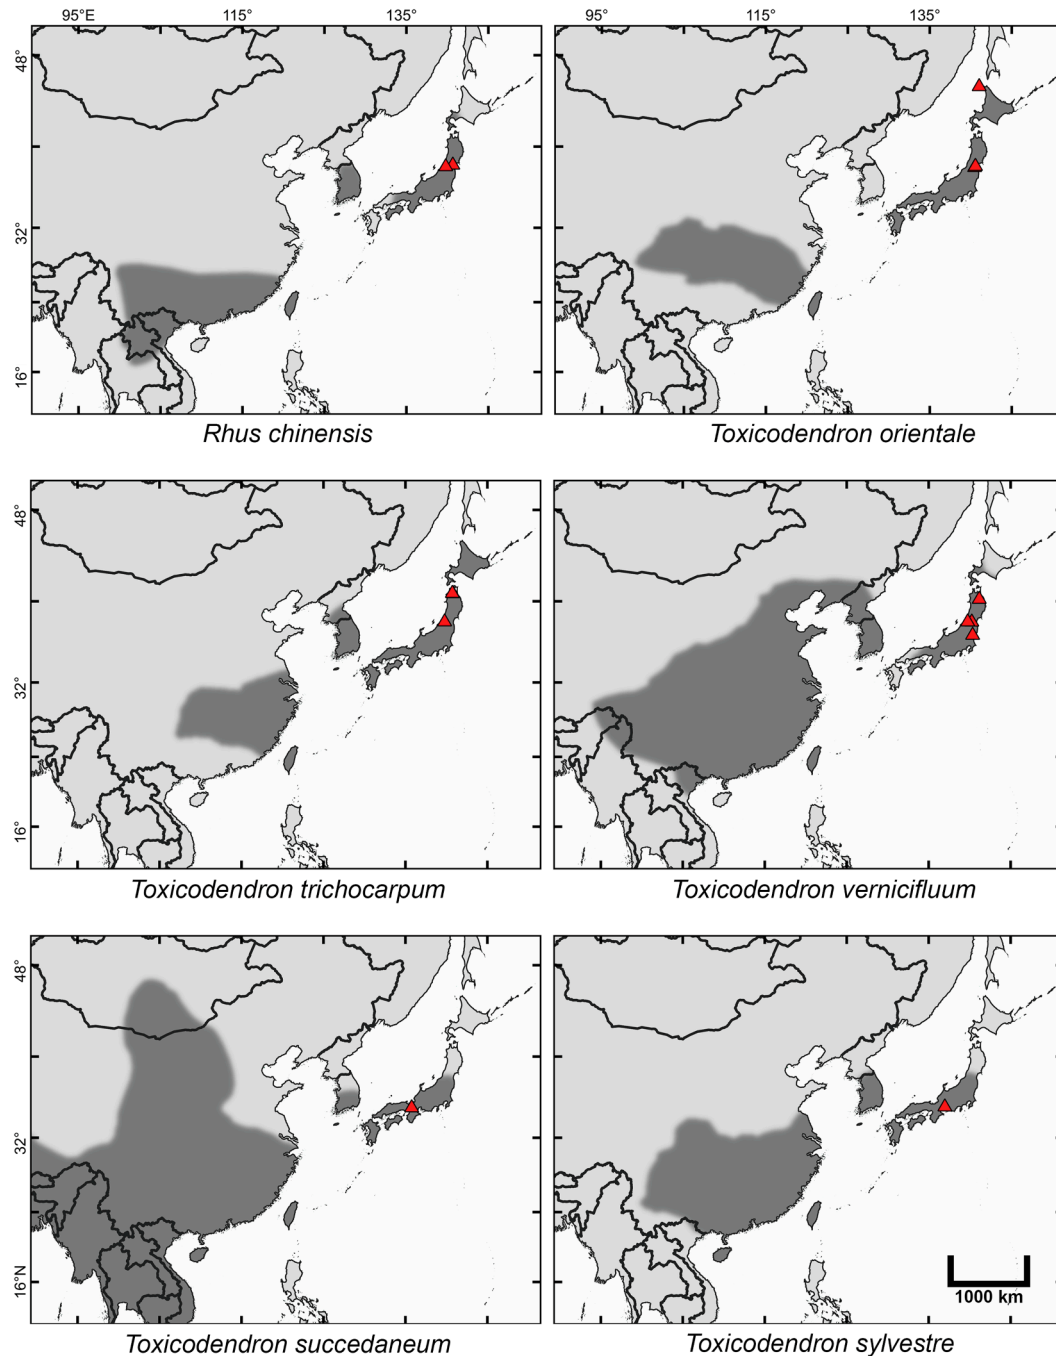 95°E 115° 135° 95° 115° 135°
48°
32°
16°
Rhus chinensis Toxicodendron orientale
48°
32°
16°
Toxicodendron trichocarpum Toxicodendron vernicifluum
48°
32°
16°N
1000 km
Toxicodendron succedaneum Toxicodendron sylvestre